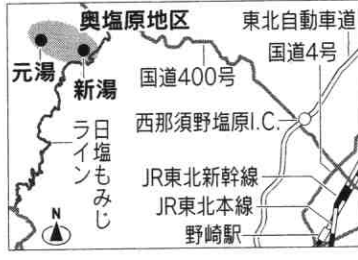 奥塩原地区
元湯
新湯
東北自動車道
国道4号
国道400号
西那須野塩原I.C.
日塩もみじ
ライン
JR東北新幹線
JR東北本線
野崎駅
N